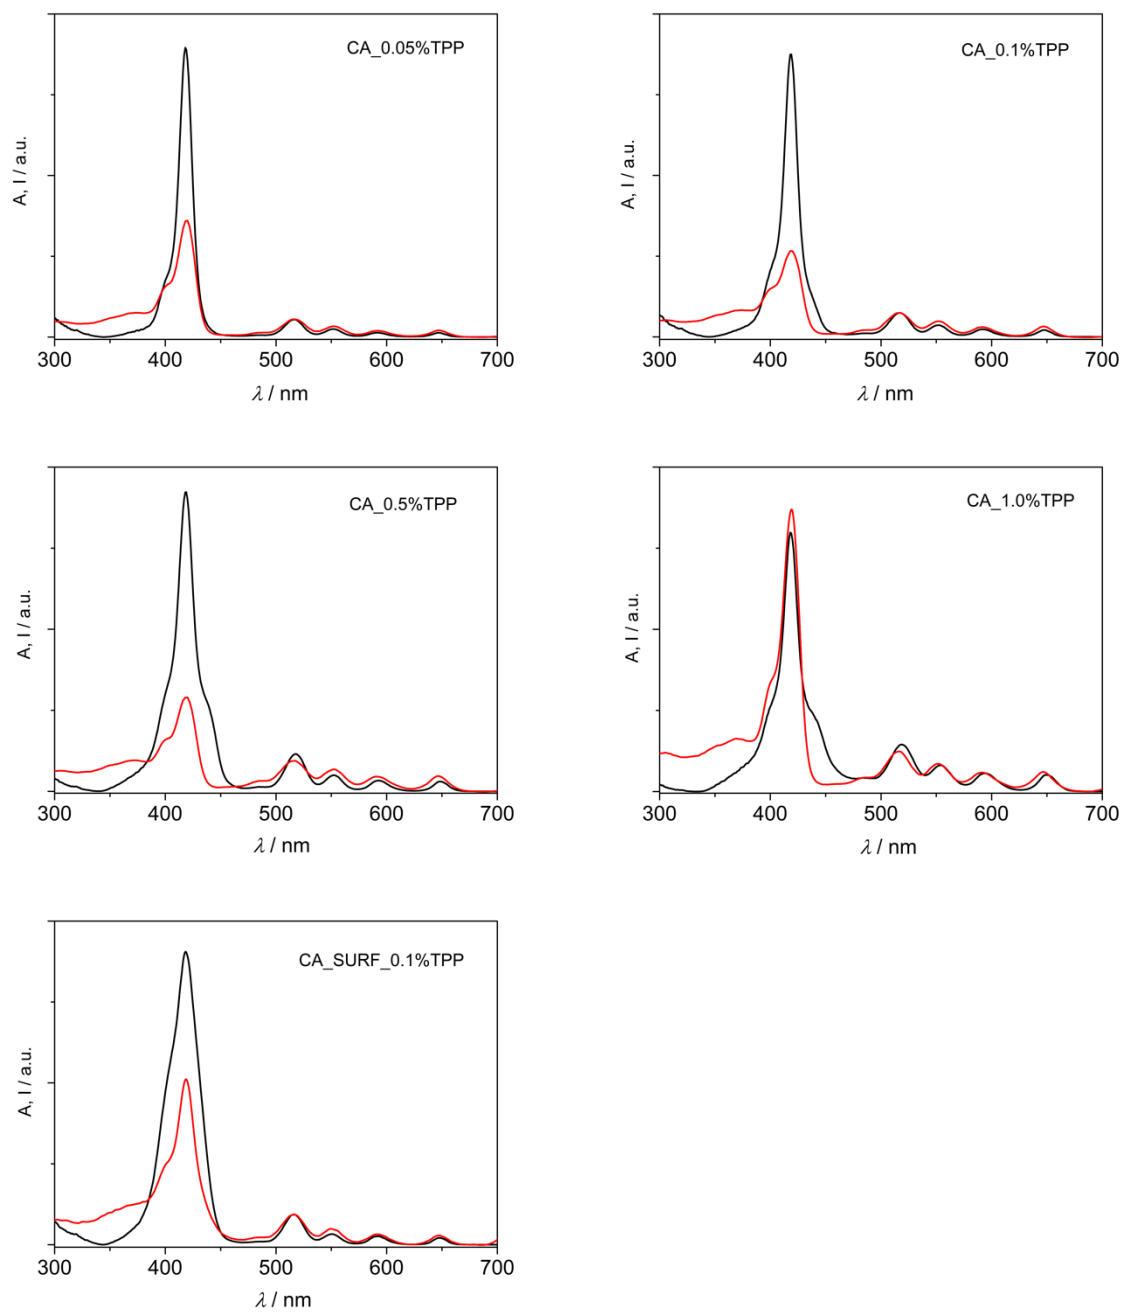 CA_0.05%TPP
A, I / a.u.
300 400 500 600 700
λ / nm
CA_0.1%TPP
A, I / a.u.
300 400 500 600 700
λ / nm
CA_0.5%TPP
A, I / a.u.
300 400 500 600 700
λ / nm
CA_1.0%TPP
A, I / a.u.
300 400 500 600 700
λ / nm
CA_SURF_0.1%TPP
A, I / a.u.
300 400 500 600 700
λ / nm